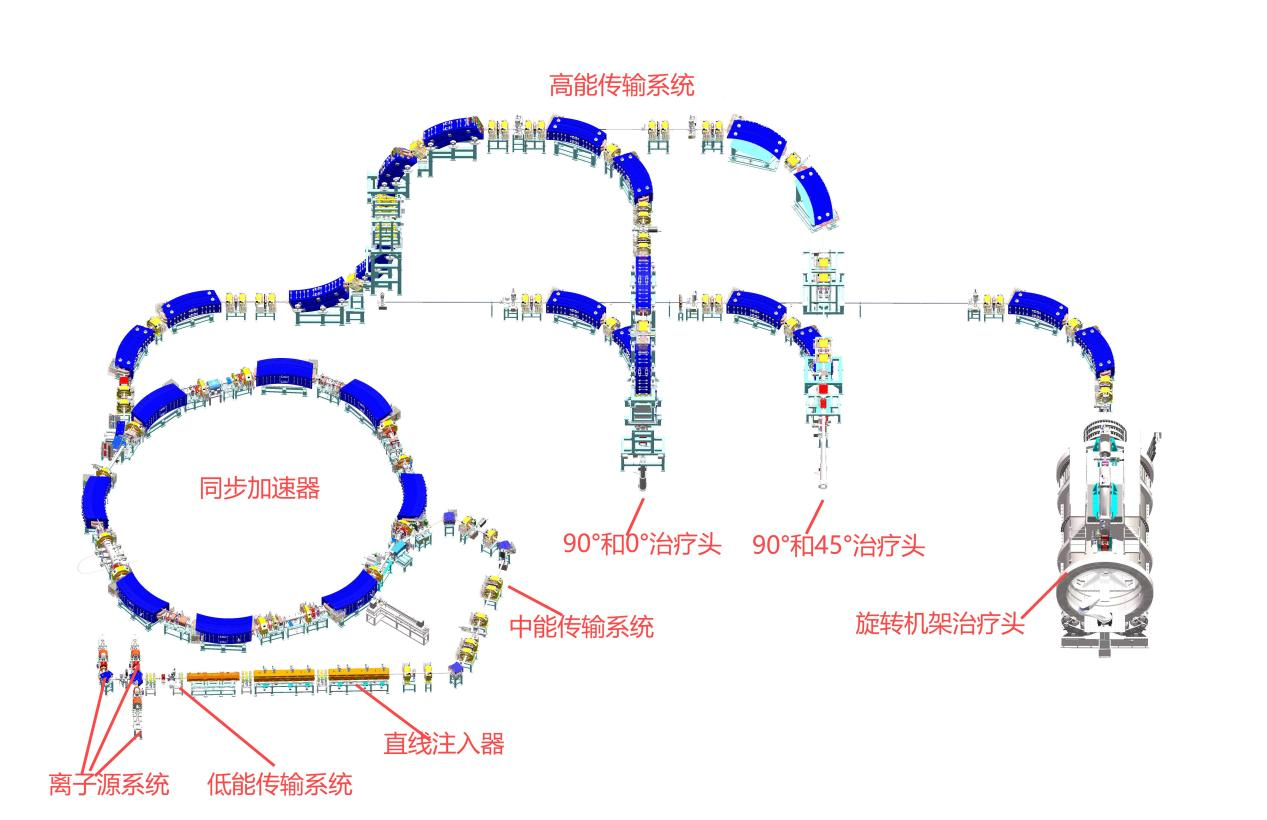 高能传输系统
同步加速器
90°和0°治疗头
90°和45°治疗头
中能传输系统
旋转机架治疗头
直线注入器
离子源系统
低能传输系统